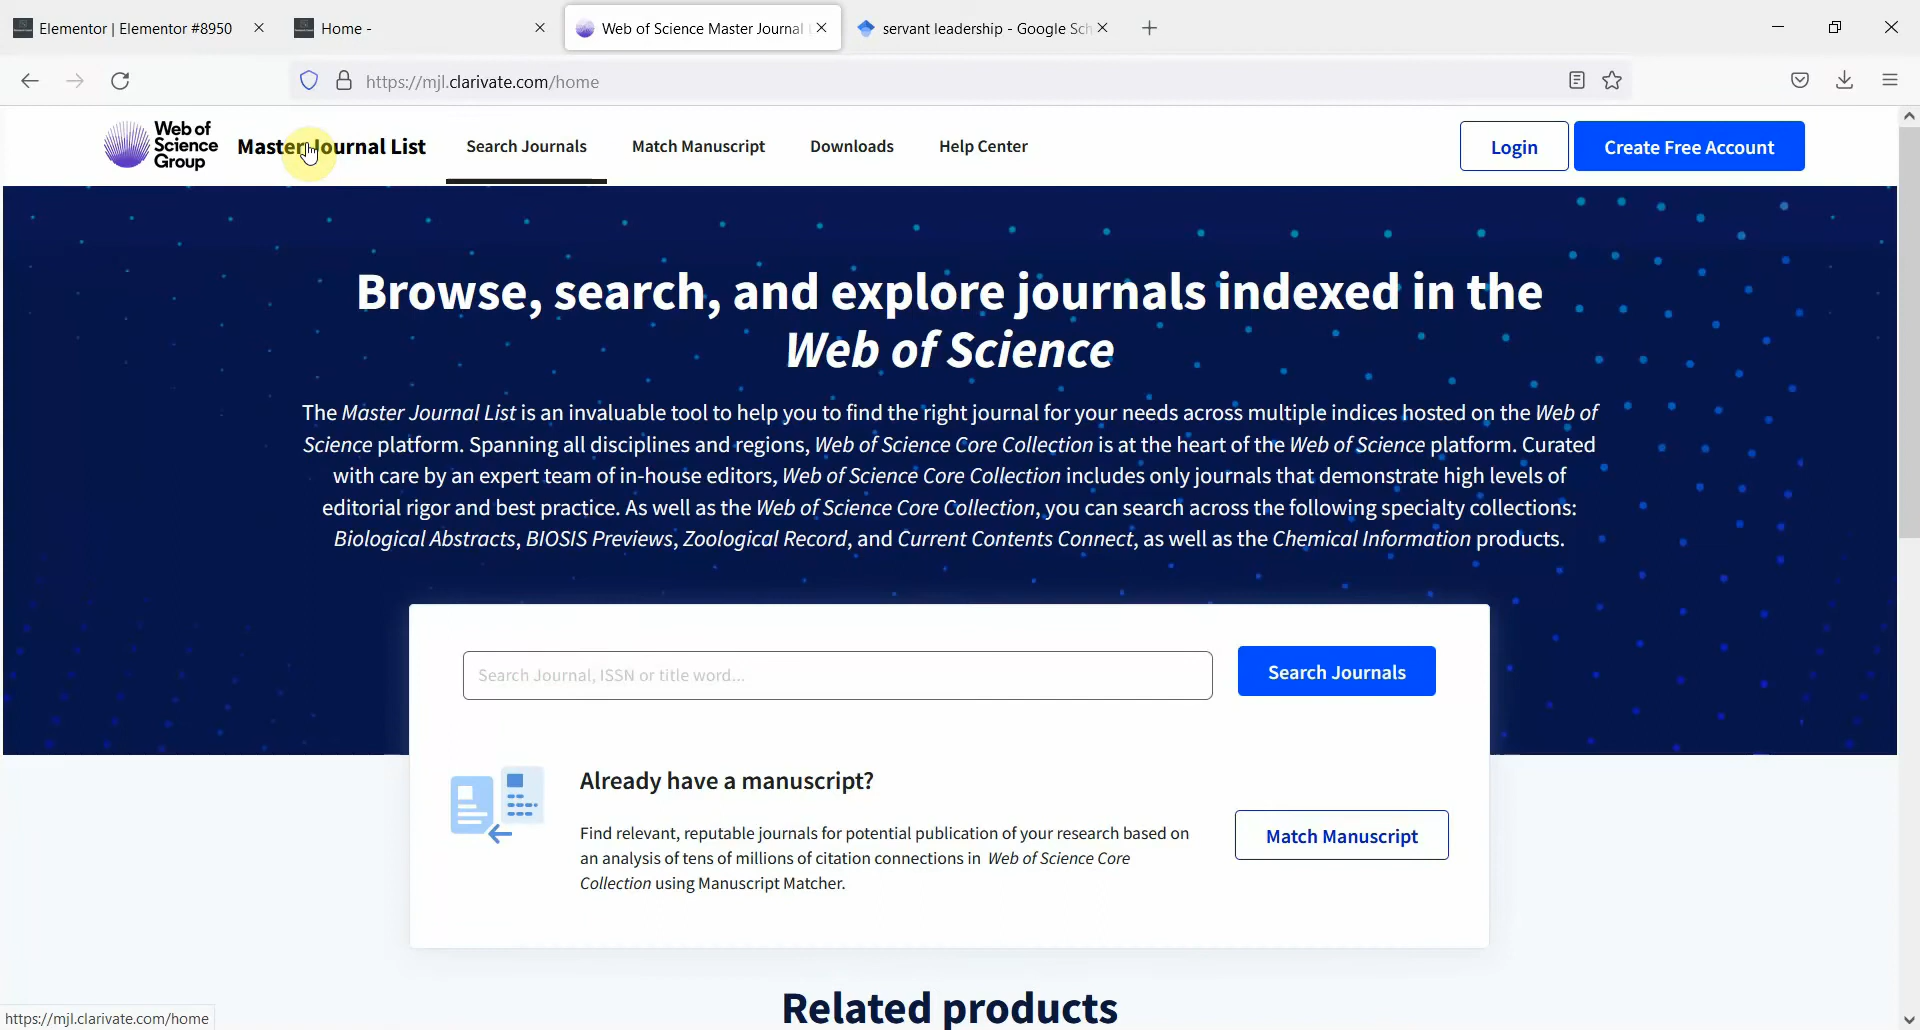 Elementor | Elementor #8950
Home -
Web of Science Master Journal
servant leadership - Google Sch
https://mjl.clarivate.com/home
Web of
Science
Group
Master Journal List
Search Journals
Match Manuscript
Downloads
Help Center
Login
Create Free Account
Browse, search, and explore journals indexed in the
Web of Science
The Master Journal List is an invaluable tool to help you to find the right journal for your needs across multiple indices hosted on the Web of
Science platform. Spanning all disciplines and regions, Web of Science Core Collection is at the heart of the Web of Science platform. Curated
with care by an expert team of in-house editors, Web of Science Core Collection includes only journals that demonstrate high levels of
editorial rigor and best practice. As well as the Web of Science Core Collection, you can search across the following specialty collections:
Biological Abstracts, BIOSIS Previews, Zoological Record, and Current Contents Connect, as well as the Chemical Information products.
Search Journal, ISSN or title word...
Search Journals
Already have a manuscript?
Find relevant, reputable journals for potential publication of your research based on
an analysis of tens of millions of citation connections in Web of Science Core
Collection using Manuscript Matcher.
Match Manuscript
Related products
https://mjl.clarivate.com/home